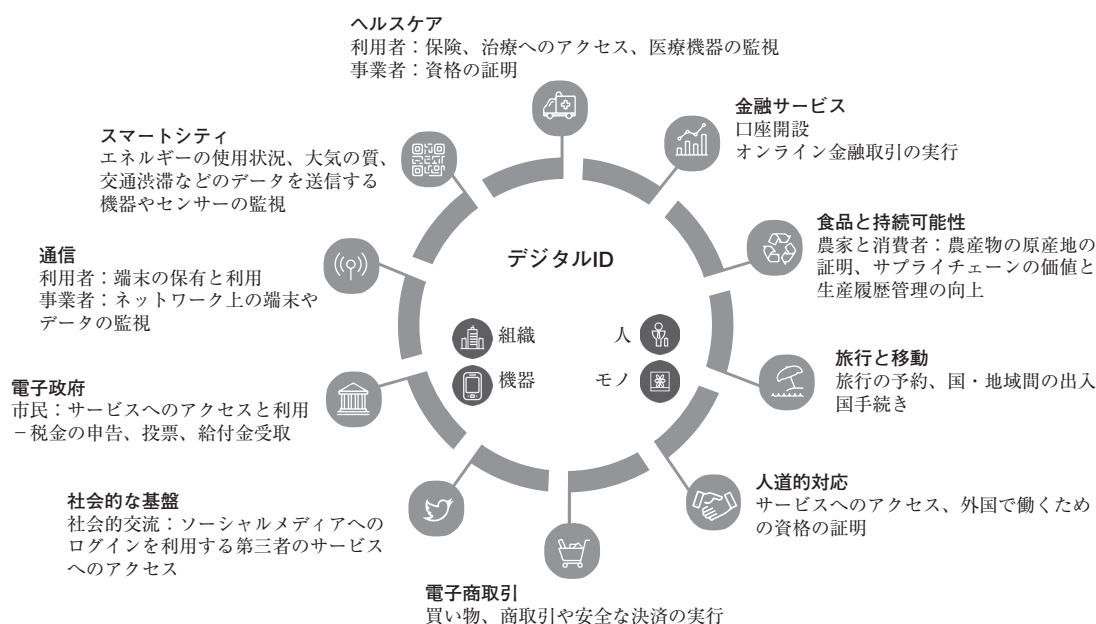 ヘルスケア
利用者：保険、治療へのアクセス、医療機器の監視
事業者：資格の証明
金融サービス
口座開設
オンライン金融取引の実行
食品と持続可能性
農家と消費者：農産物の原産地の
証明、サプライチェーンの価値と
生産履歴管理の向上
旅行と移動
旅行の予約、国・地域間の出入
国手続き
人道的対応
サービスへのアクセス、外国で働くため
の資格の証明
電子商取引
買い物、商取引や安全な決済の実行
社会的な基盤
社会的交流：ソーシャルメディアへの
ログインを利用する第三者のサービス
へのアクセス
電子政府
市民：サービスへのアクセスと利用
－税金の申告、投票、給付金受取
通信
利用者：端末の保有と利用
事業者：ネットワーク上の端末や
データの監視
スマートシティ
エネルギーの使用状況、大気の質、
交通渋滞などのデータを送信する
機器やセンサーの監視
デジタルID
組織
人
機器
モノ